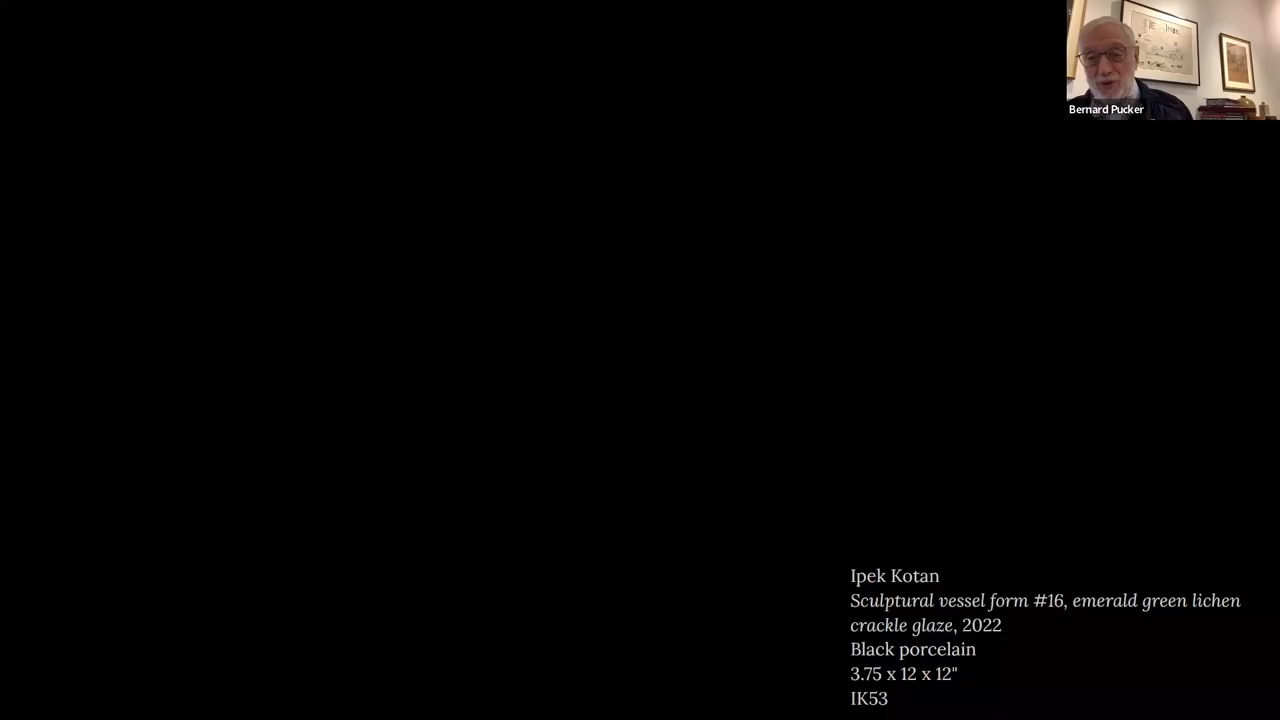 Bernard Pucker
Ipek Kotan
Sculptural vessel form #16, emerald green lichen
crackle glaze, 2022
Black porcelain
3.75 x 12 x 12"
IK53